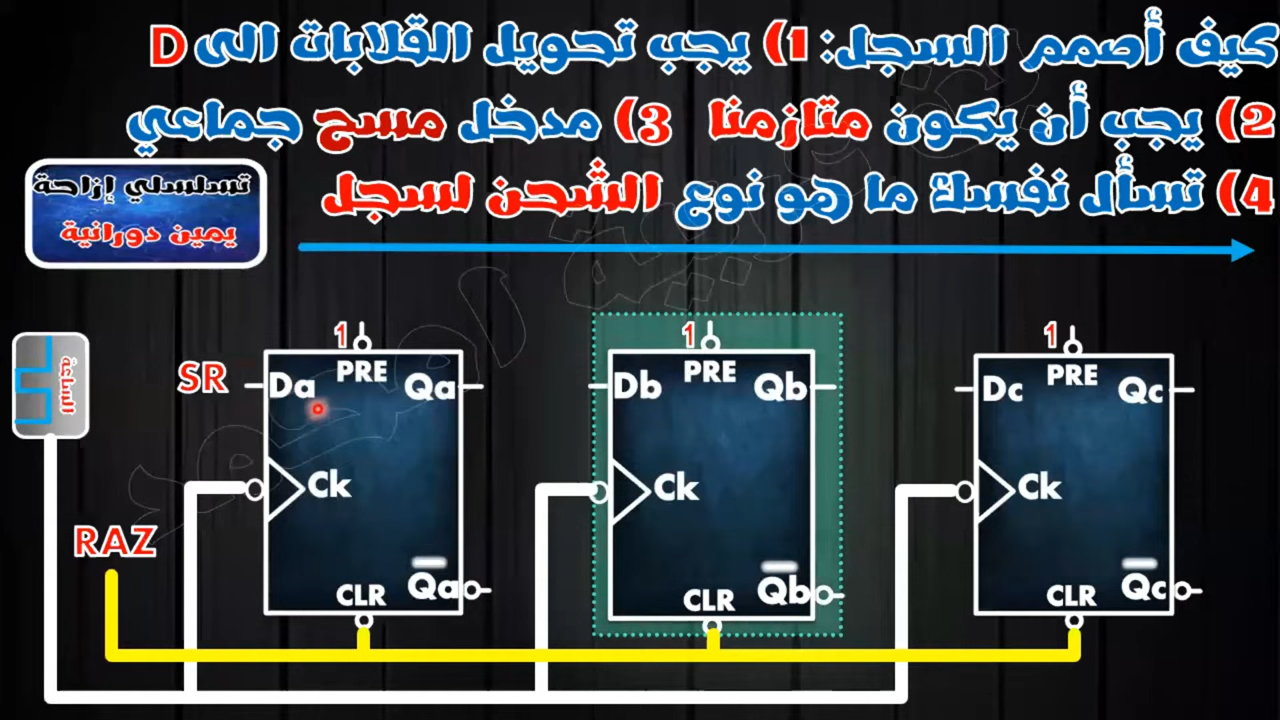 كيف أصمم السجل: 1) يجب تحويل القلابات الى D
2) يجب أن يكون متازمنا 3) مدخل مسح جماعي
4) تسأل نفسك ما هو نوع الشحن لسجل
تسلسلي إزاحة
يمين دورانية
1 1 1
الساعة
SR Da PRE Qa Db PRE Qb Dc PRE Qc
Ck Ck Ck
RAZ
CLR Qa CLR Qb CLR Qc